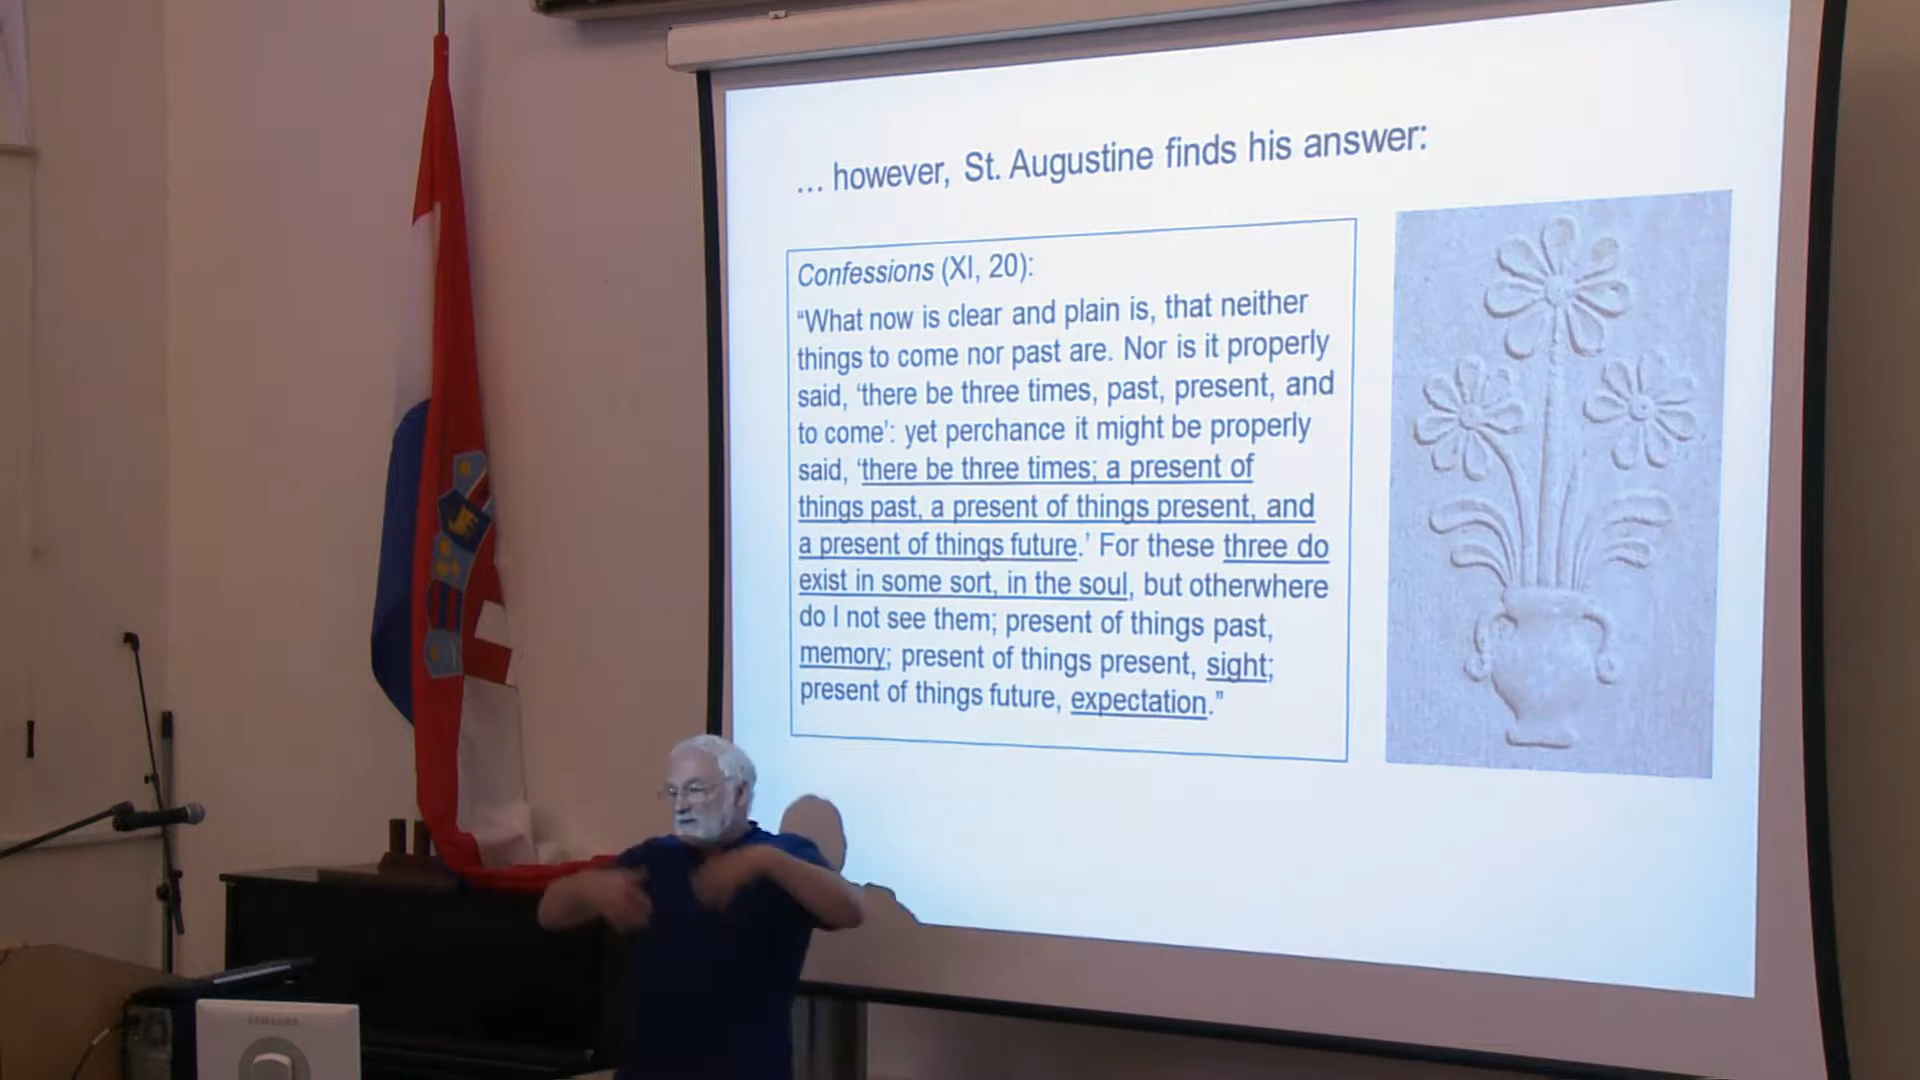 ... however, St. Augustine finds his answer:
Confessions (XI, 20):
“What now is clear and plain is, that neither
things to come nor past are. Nor is it properly
said, ‘there be three times, past, present, and
to come’: yet perchance it might be properly
said, ‘there be three times; a present of
things past, a present of things present, and
a present of things future.’ For these three do
exist in some sort, in the soul, but otherwhere
do I not see them; present of things past,
memory; present of things present, sight;
present of things future, expectation.”
SAMSUNG